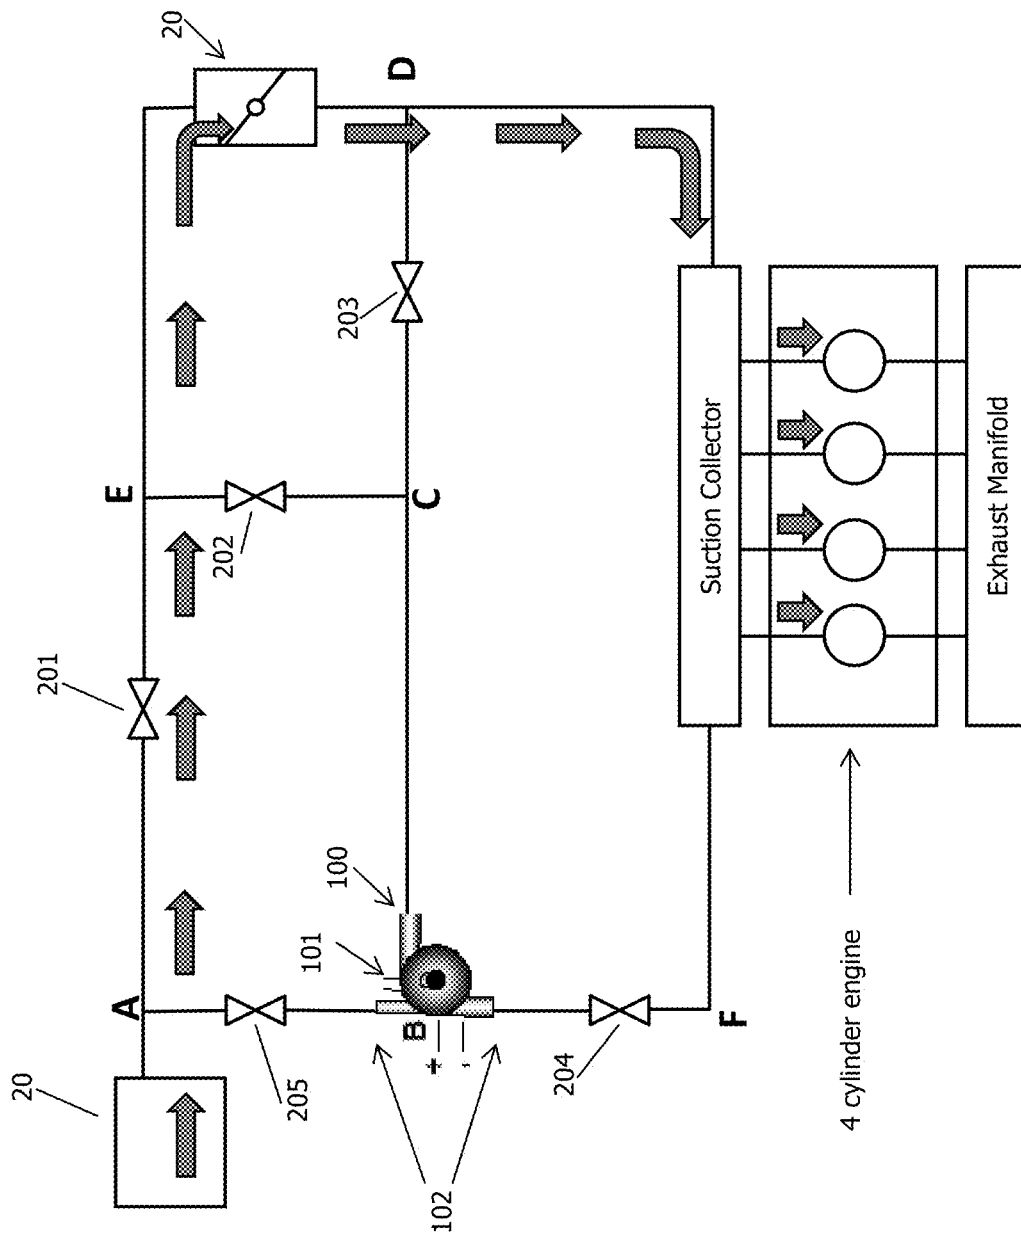 20
A
201
E
20
D
205
202
203
101
100
B
+
-
C
102
204
F
Suction Collector
4 cylinder engine
Exhaust Manifold